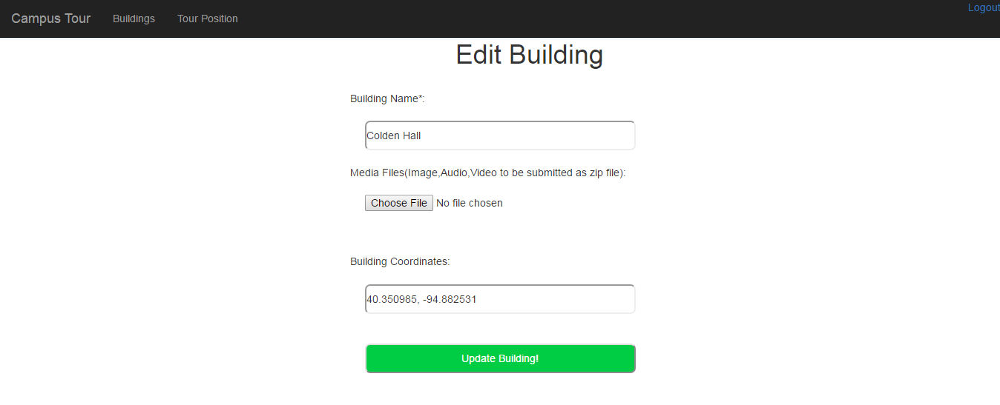 Campus Tour Buildings Tour Position Logout
Edit Building
Building Name*:
Colden Hall
Media Files(Image,Audio,Video to be submitted as zip file):
Choose File No file chosen
Building Coordinates:
40.350985, -94.882531
Update Building!